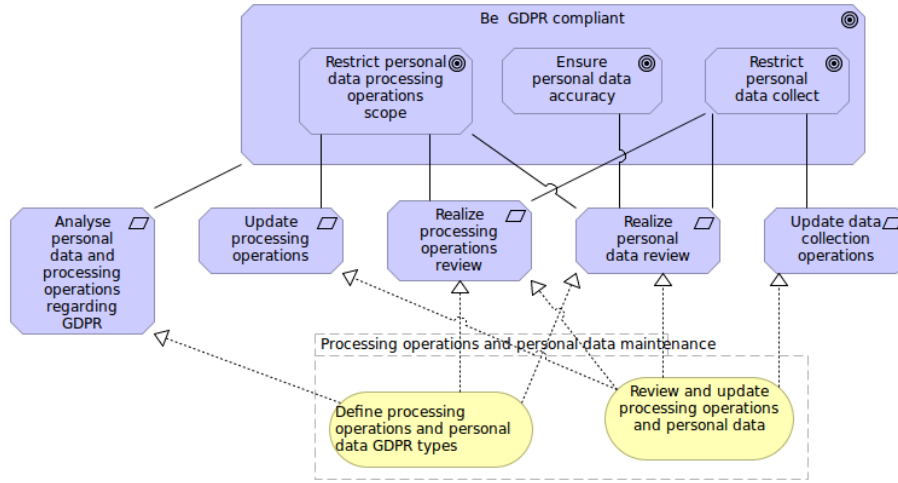 Be GDPR compliant
Restrict personal
data processing
operations
scope
Ensure
personal data
accuracy
Restrict
personal
data collect
Analyse
personal
data and
processing
operations
regarding
GDPR
Update
processing
operations
Realize
processing
operations
review
Realize
personal
data review
Update data
collection
operations
Processing operations and personal data maintenance
Define processing
operations and personal
data GDPR types
Review and update
processing operations
and personal data